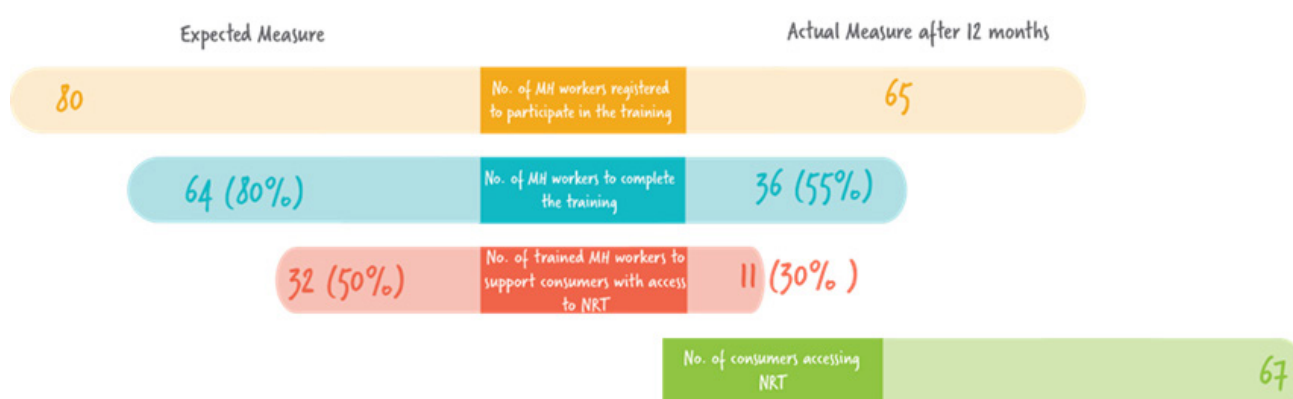 Expected Measure
Actual Measure after 12 months
80
No. of MH workers registered
to participate in the training
65
64 (80%)
No. of MH workers to complete
the training
36 (55%)
32 (50%)
No. of trained MH workers to
support consumers with access
to NRT
11 (30% )
No. of consumers accessing
NRT
67